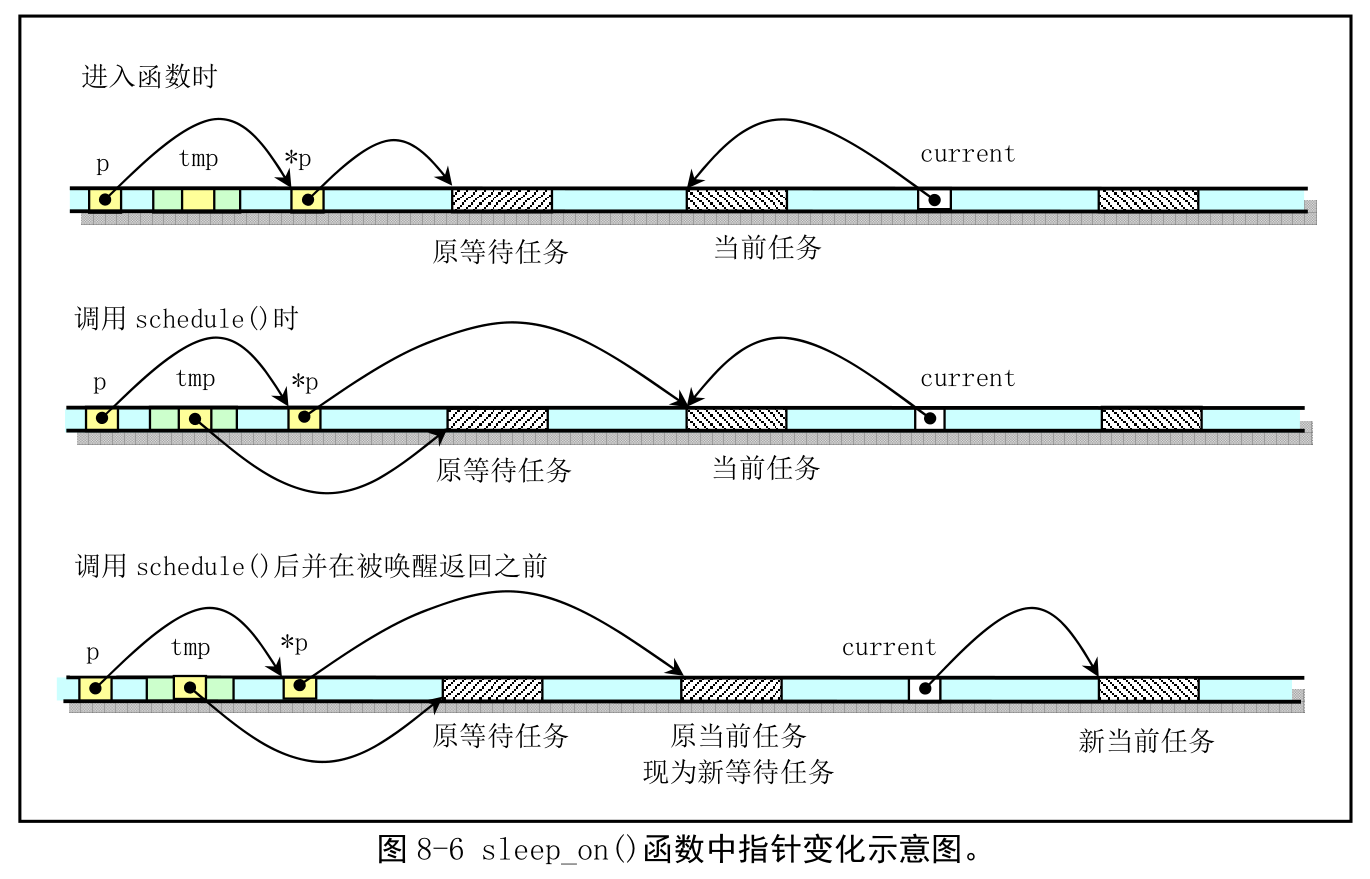 进入函数时
p tmp *p current
原等待任务 当前任务
调用 schedule()时
p tmp *p current
原等待任务 当前任务
调用 schedule()后并在被唤醒返回之前
p tmp *p current
原等待任务 原当前任务 新当前任务
现为新等待任务
图 8-6 sleep_on()函数中指针变化示意图。